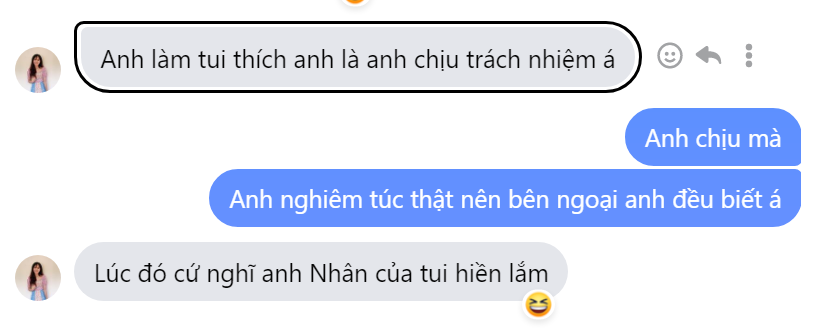 Anh làm tui thích anh là anh chịu trách nhiệm á
Anh chịu mà
Anh nghiêm túc thật nên bên ngoại anh đều biết á
Lúc đó cứ nghĩ anh Nhân của tui hiền lắm